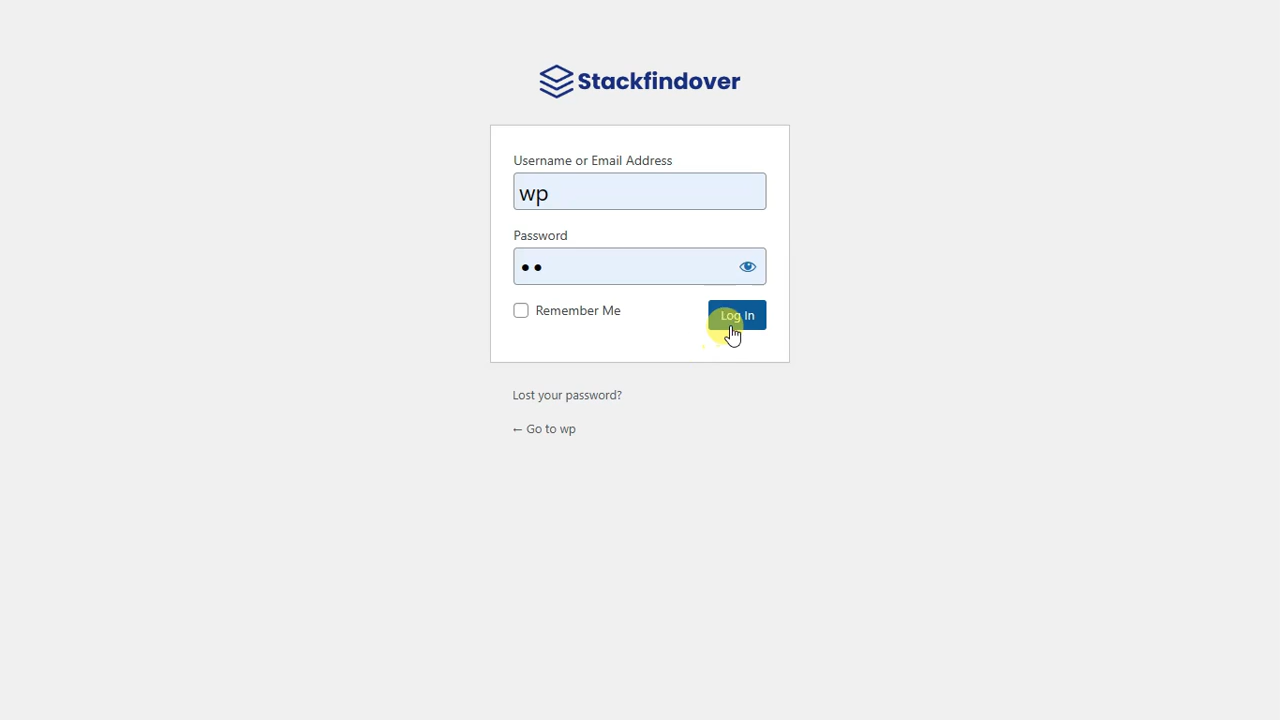 Stackfindover
Username or Email Address
wp
Password
••
Remember Me
Log In
Lost your password?
← Go to wp